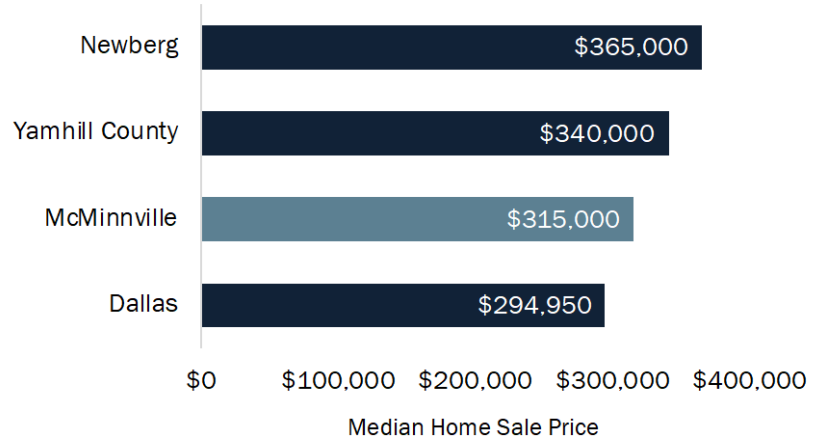 Newberg $365,000
Yamhill County $340,000
McMinnville $315,000
Dallas $294,950
$0 $100,000 $200,000 $300,000 $400,000
Median Home Sale Price